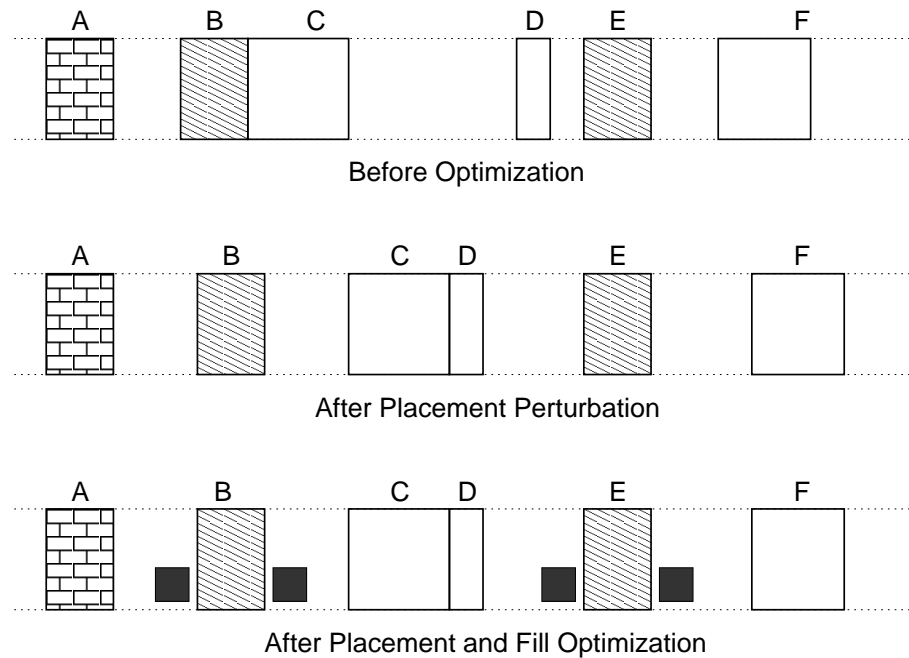 A B C D E F
Before Optimization
A B C D E F
After Placement Perturbation
A B C D E F
After Placement and Fill Optimization